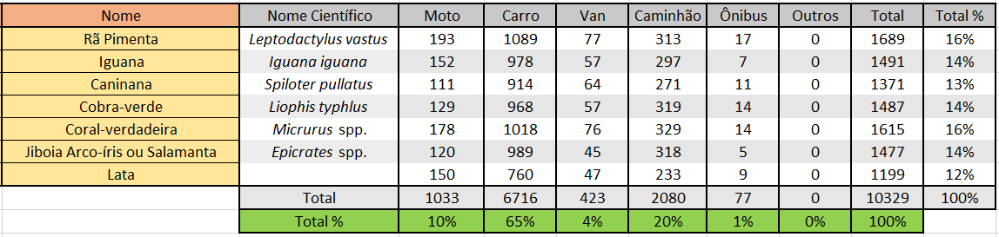 Nome Nome Científico Moto Carro Van Caminhão Ônibus Outros Total Total %
Rã Pimenta Leptodactylus vastus 193 1089 77 313 17 0 1689 16%
Iguana Iguana iguana 152 978 57 297 7 0 1491 14%
Caninana Spiloter pullatus 111 914 64 271 11 0 1371 13%
Cobra-verde Liophis typhlus 129 968 57 319 14 0 1487 14%
Coral-verdadeira Micrurus spp. 178 1018 76 329 14 0 1615 16%
Jiboia Arco-íris ou Salamanta Epicrates spp. 120 989 45 318 5 0 1477 14%
Lata 150 760 47 233 9 0 1199 12%
Total 1033 6716 423 2080 77 0 10329 100%
Total % 10% 65% 4% 20% 1% 0% 100%